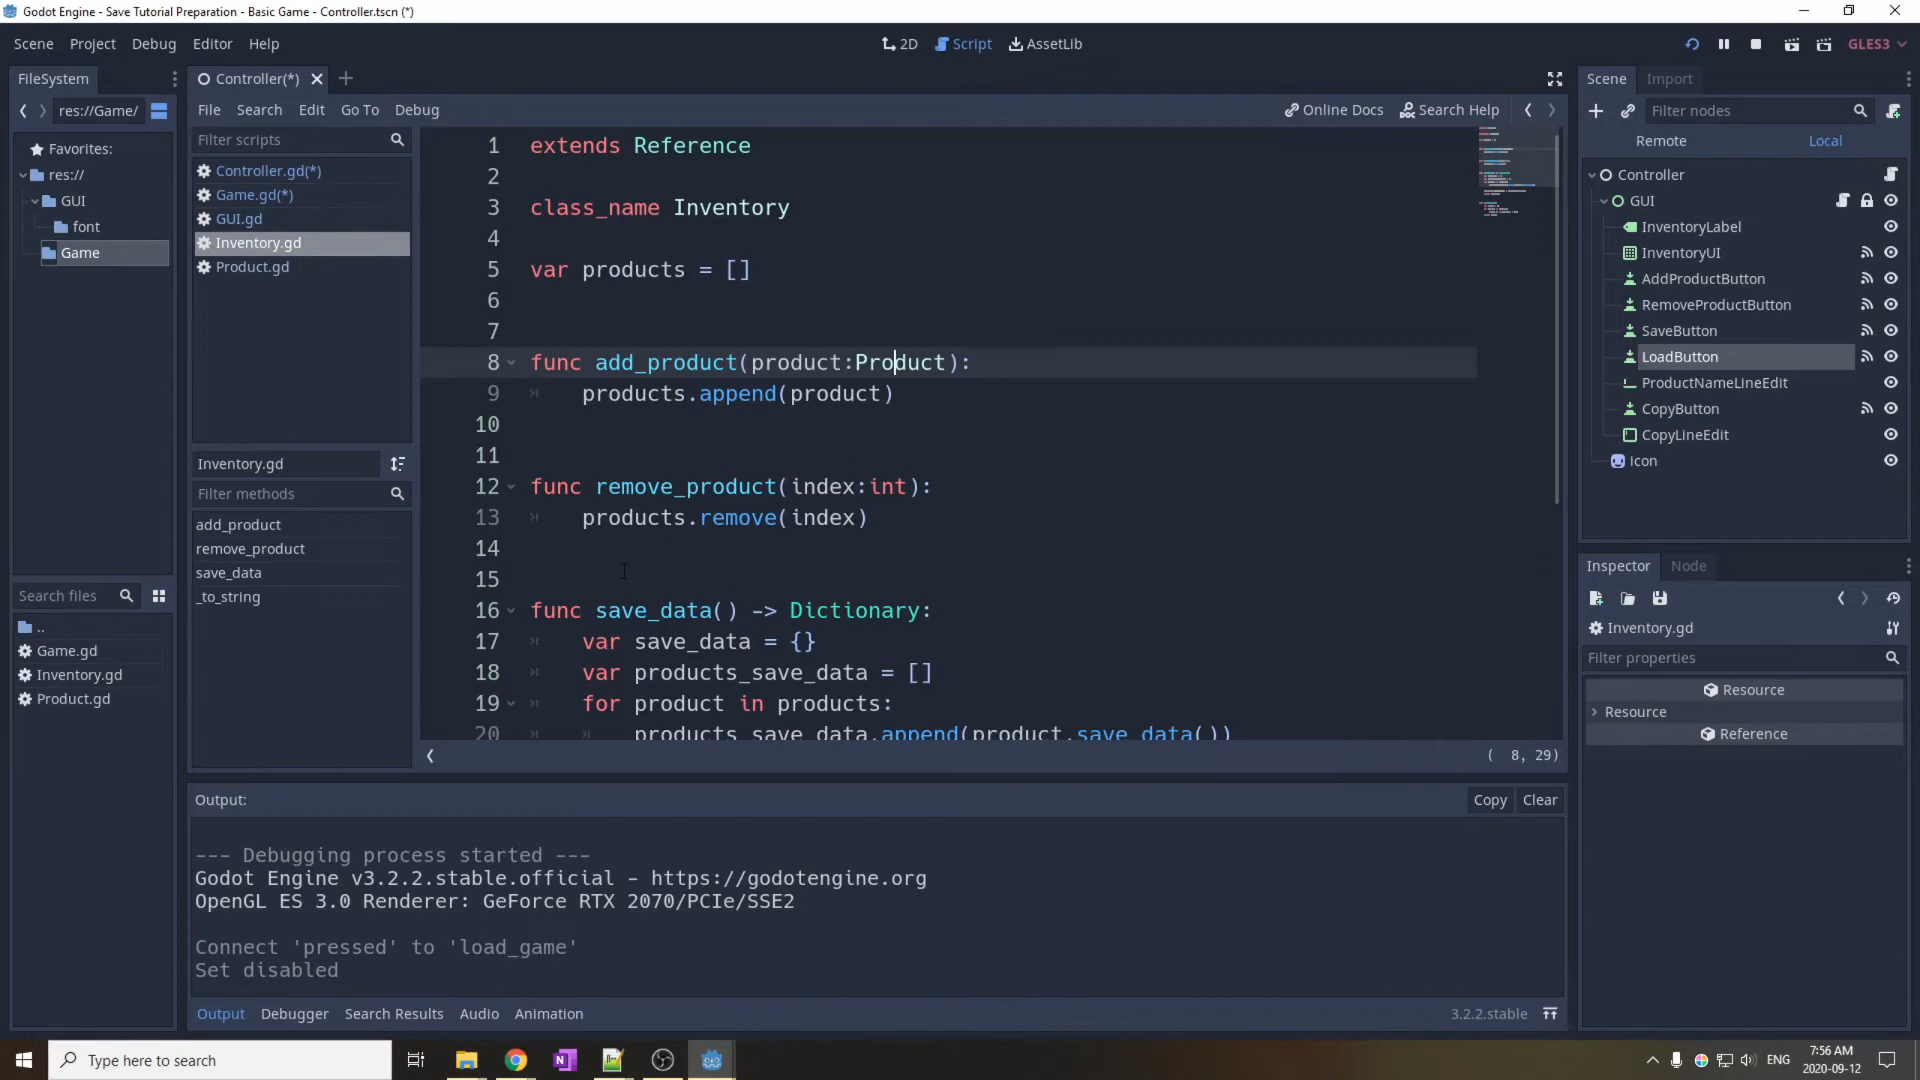 Godot Engine - Save Tutorial Preparation - Basic Game - Controller.tscn (*)
Scene Project Debug Editor Help
2D Script AssetLib
GLES3
FileSystem
res://Game/
Favorites:
res://
GUI
font
Game
Search files
..
Game.gd
Inventory.gd
Product.gd
Controller(*)
File Search Edit Go To Debug
Online Docs Search Help
Filter scripts
Controller.gd(*)
Game.gd(*)
GUI.gd
Inventory.gd
Product.gd
Inventory.gd
Filter methods
add_product
remove_product
save_data
_to_string
1 extends Reference
2
3 class_name Inventory
4
5 var products = []
6
7
8 func add_product(product:Product):
9 products.append(product)
10
11
12 func remove_product(index:int):
13 products.remove(index)
14
15
16 func save_data() -> Dictionary:
17 var save_data = {}
18 var products_save_data = []
19 for product in products:
20 products_save_data.append(product.save_data())
( 8, 29)
Output:
Copy Clear
--- Debugging process started ---
Godot Engine v3.2.2.stable.official - https://godotengine.org
OpenGL ES 3.0 Renderer: GeForce RTX 2070/PCIe/SSE2
Connect 'pressed' to 'load_game'
Set disabled
Output Debugger Search Results Audio Animation
3.2.2.stable
Scene Import
Filter nodes
Remote Local
Controller
GUI
InventoryLabel
InventoryUI
AddProductButton
RemoveProductButton
SaveButton
LoadButton
ProductNameLineEdit
CopyButton
CopyLineEdit
icon
Inspector Node
Inventory.gd
Filter properties
Resource
Resource
Reference
Type here to search
ENG
7:56 AM
2020-09-12